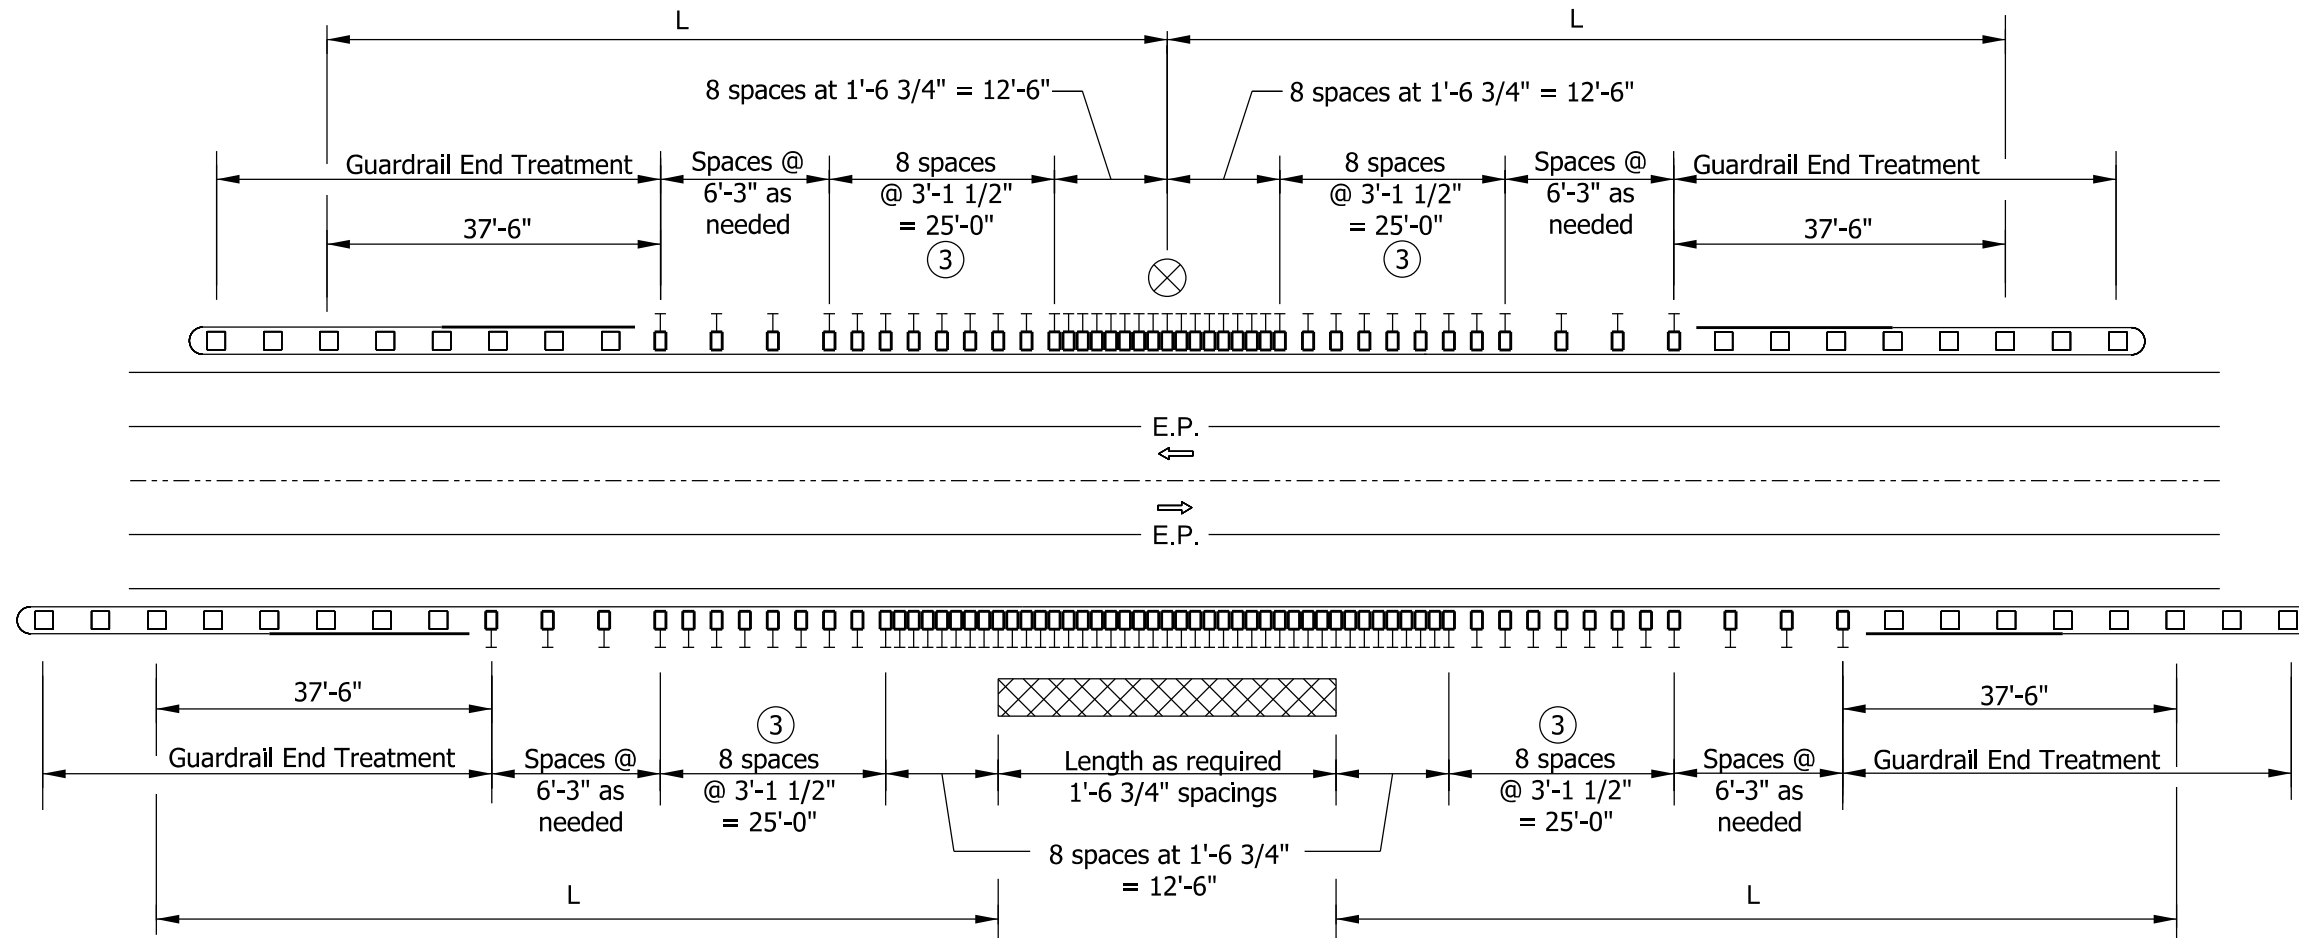 L
L
8 spaces at 1'-6 3/4" = 12'-6"
8 spaces at 1'-6 3/4" = 12'-6"
Guardrail End Treatment
Spaces @
6'-3" as
needed
8 spaces
@ 3'-1 1/2"
= 25'-0"
3
8 spaces
@ 3'-1 1/2"
= 25'-0"
3
Spaces @
6'-3" as
needed
Guardrail End Treatment
37'-6"
37'-6"
E.P.
E.P.
37'-6"
Guardrail End Treatment
Spaces @
6'-3" as
needed
3
8 spaces
@ 3'-1 1/2"
= 25'-0"
Length as required
1'-6 3/4" spacings
3
8 spaces
@ 3'-1 1/2"
= 25'-0"
Spaces @
6'-3" as
needed
37'-6"
Guardrail End Treatment
8 spaces at 1'-6 3/4"
= 12'-6"
L
L